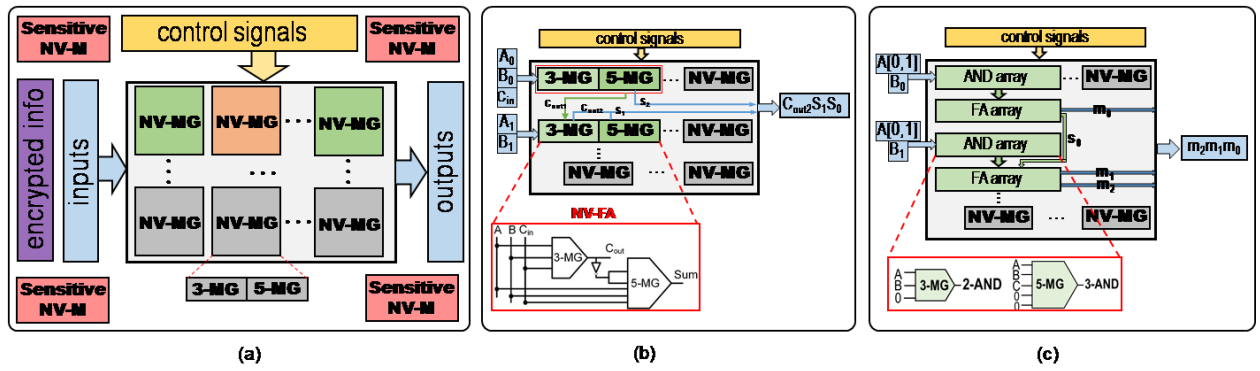 Sensitive
NV-M
control signals
Sensitive
NV-M
encrypted info
inputs
NV-MG
NV-MG
NV-MG
NV-MG
NV-MG
NV-MG
outputs
Sensitive
NV-M
3-MG 5-MG
Sensitive
NV-M
(a)
control signals
A0
B0
Cin
3-MG 5-MG NV-MG
Cout1 Cout2 S1 S2
Cout2S1S0
A1
B1
3-MG 5-MG NV-MG
NV-MG NV-MG
NV-FA
A B Cin
3-MG
Cout
5-MG
Sum
(b)
control signals
A[0,1]
B0
AND array NV-MG
FA array
m0
s0
A[0,1]
B1
AND array
FA array
m1
m2
m2m1m0
NV-MG NV-MG
A
B
0
3-MG
2-AND
A
B
C
0
0
5-MG
3-AND
(c)